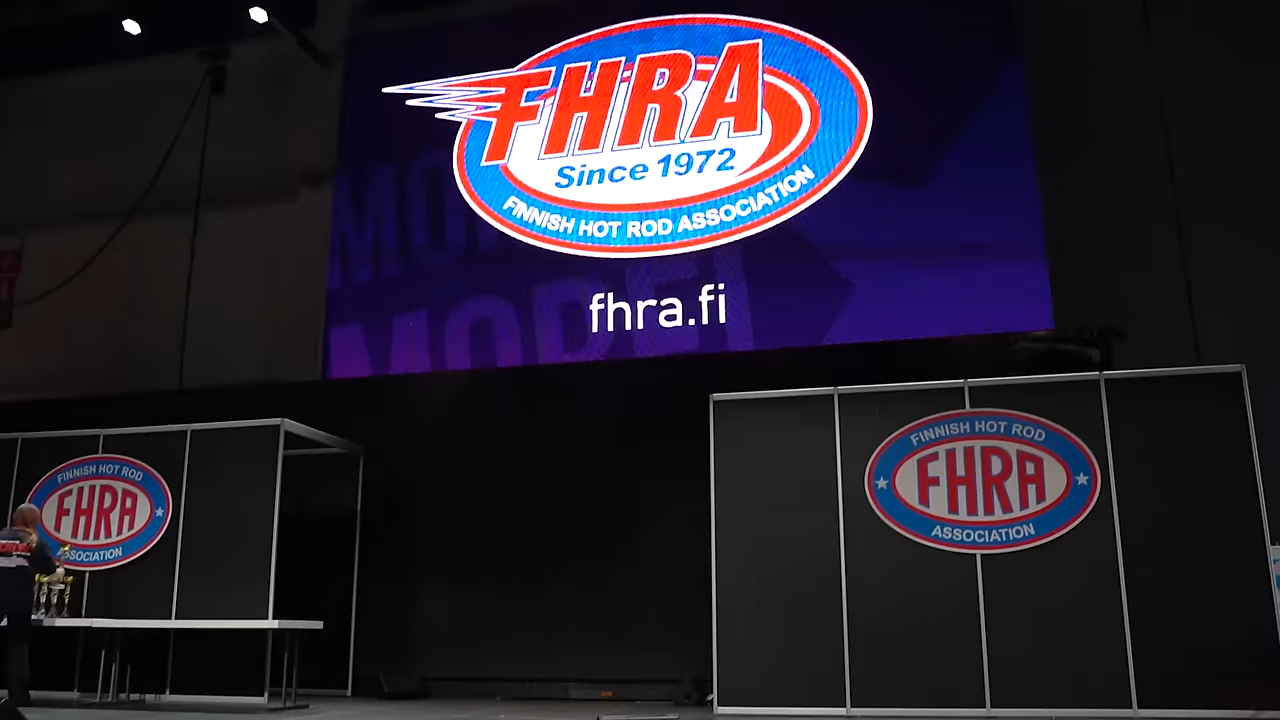 FHRA
Since 1972
FINNISH HOT ROD ASSOCIATION
MORE!
fhra.fi
FINNISH HOT ROD
FHRA
ASSOCIATION
FINNISH HOT ROD
FHRA
ASSOCIATION